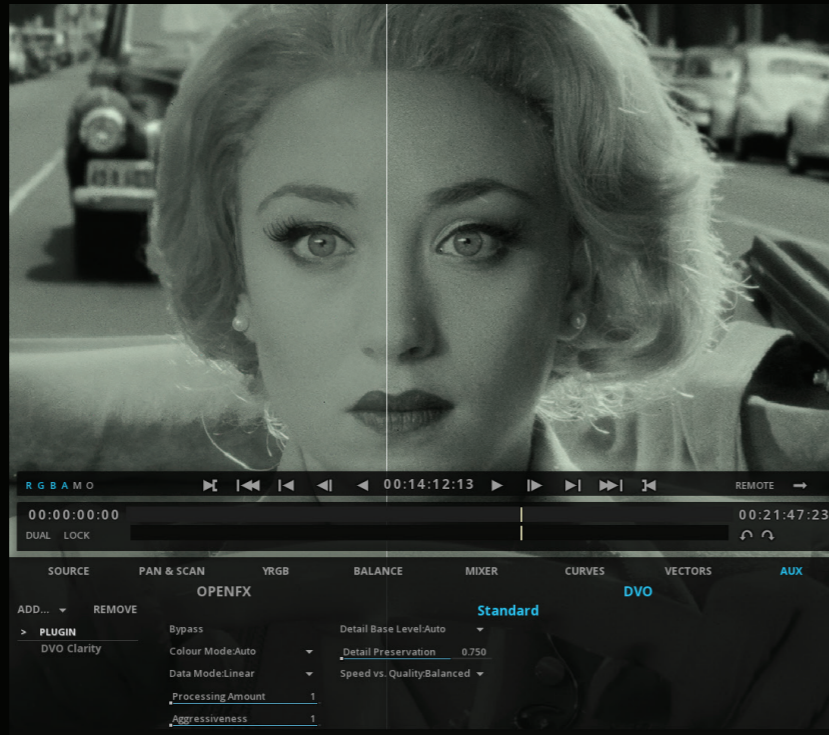 R G B A M O
00:14:12:13
REMOTE
00:00:00:00
00:21:47:23
DUAL LOCK
SOURCE PAN & SCAN YRGB BALANCE MIXER CURVES VECTORS AUX
OPENFX DVO
ADD... REMOVE Standard
> PLUGIN
DVO Clarity
Bypass
Colour Mode:Auto
Data Mode:Linear
Processing Amount 1
Aggressiveness 1
Detail Base Level:Auto
Detail Preservation 0.750
Speed vs. Quality:Balanced